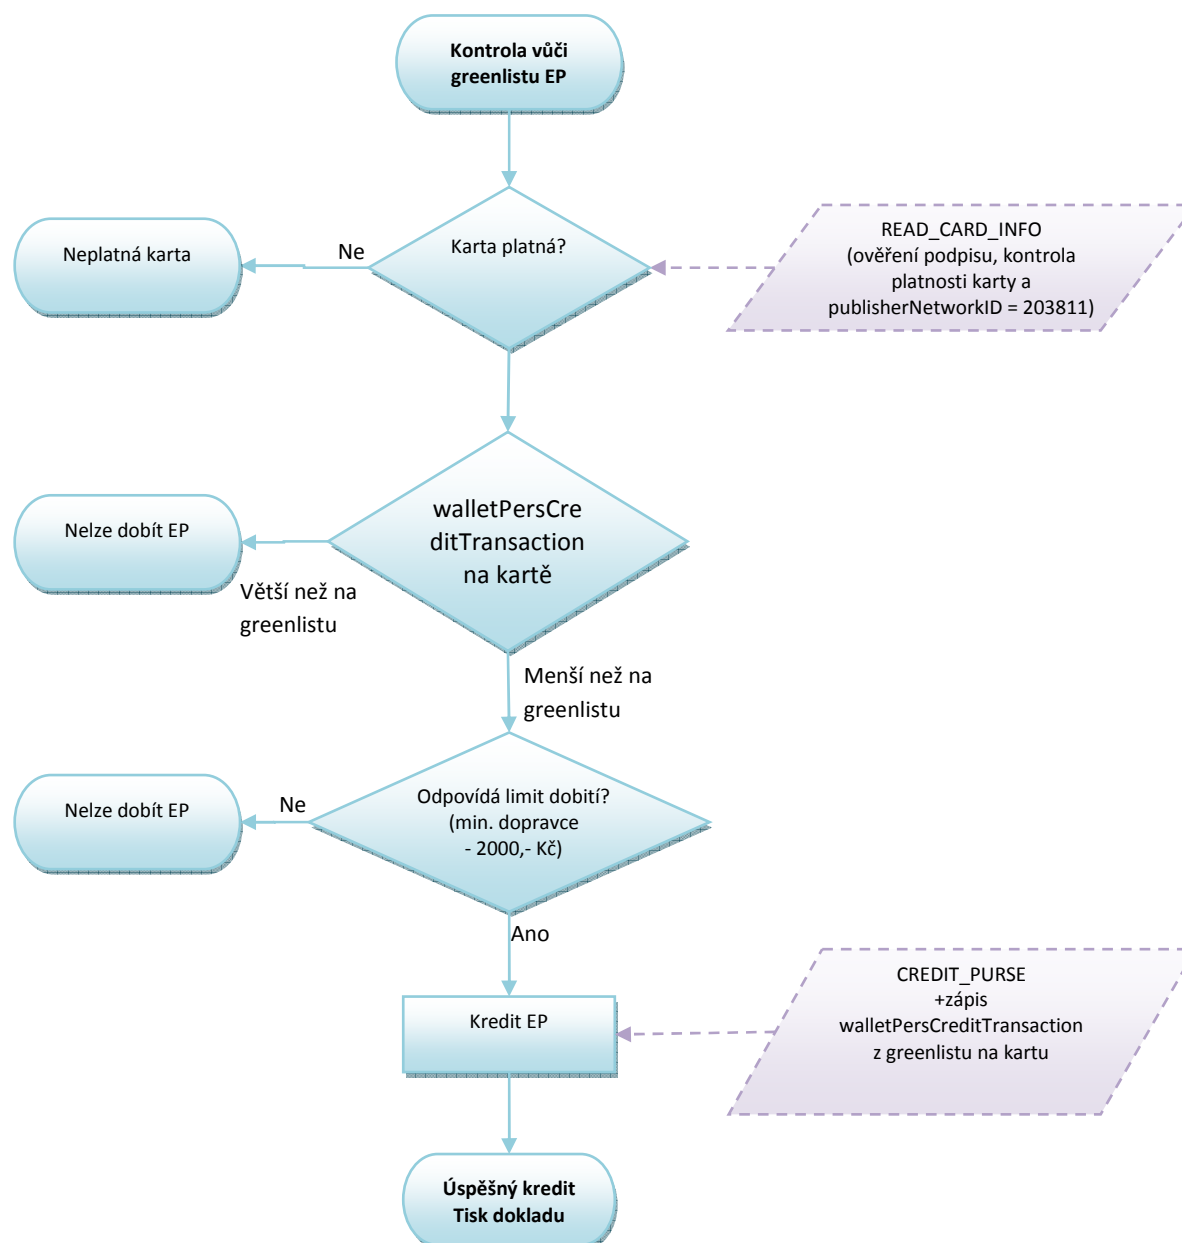 Kontrola vůči
greenlistu EP
Karta platná?
Ne
Neplatná karta
READ_CARD_INFO
(ověření podpisu, kontrola
platnosti karty a
publisherNetworkID = 203811)
walletPersCre
ditTransaction
na kartě
Nelze dobít EP
Větší než na
greenlistu
Menší než na
greenlistu
Odpovídá limit dobití?
(min. dopravce
- 2000,- Kč)
Ne
Nelze dobít EP
Ano
Kredit EP
CREDIT_PURSE
+zápis
walletPersCreditTransaction
z greenlistu na kartu
Úspěšný kredit
Tisk dokladu